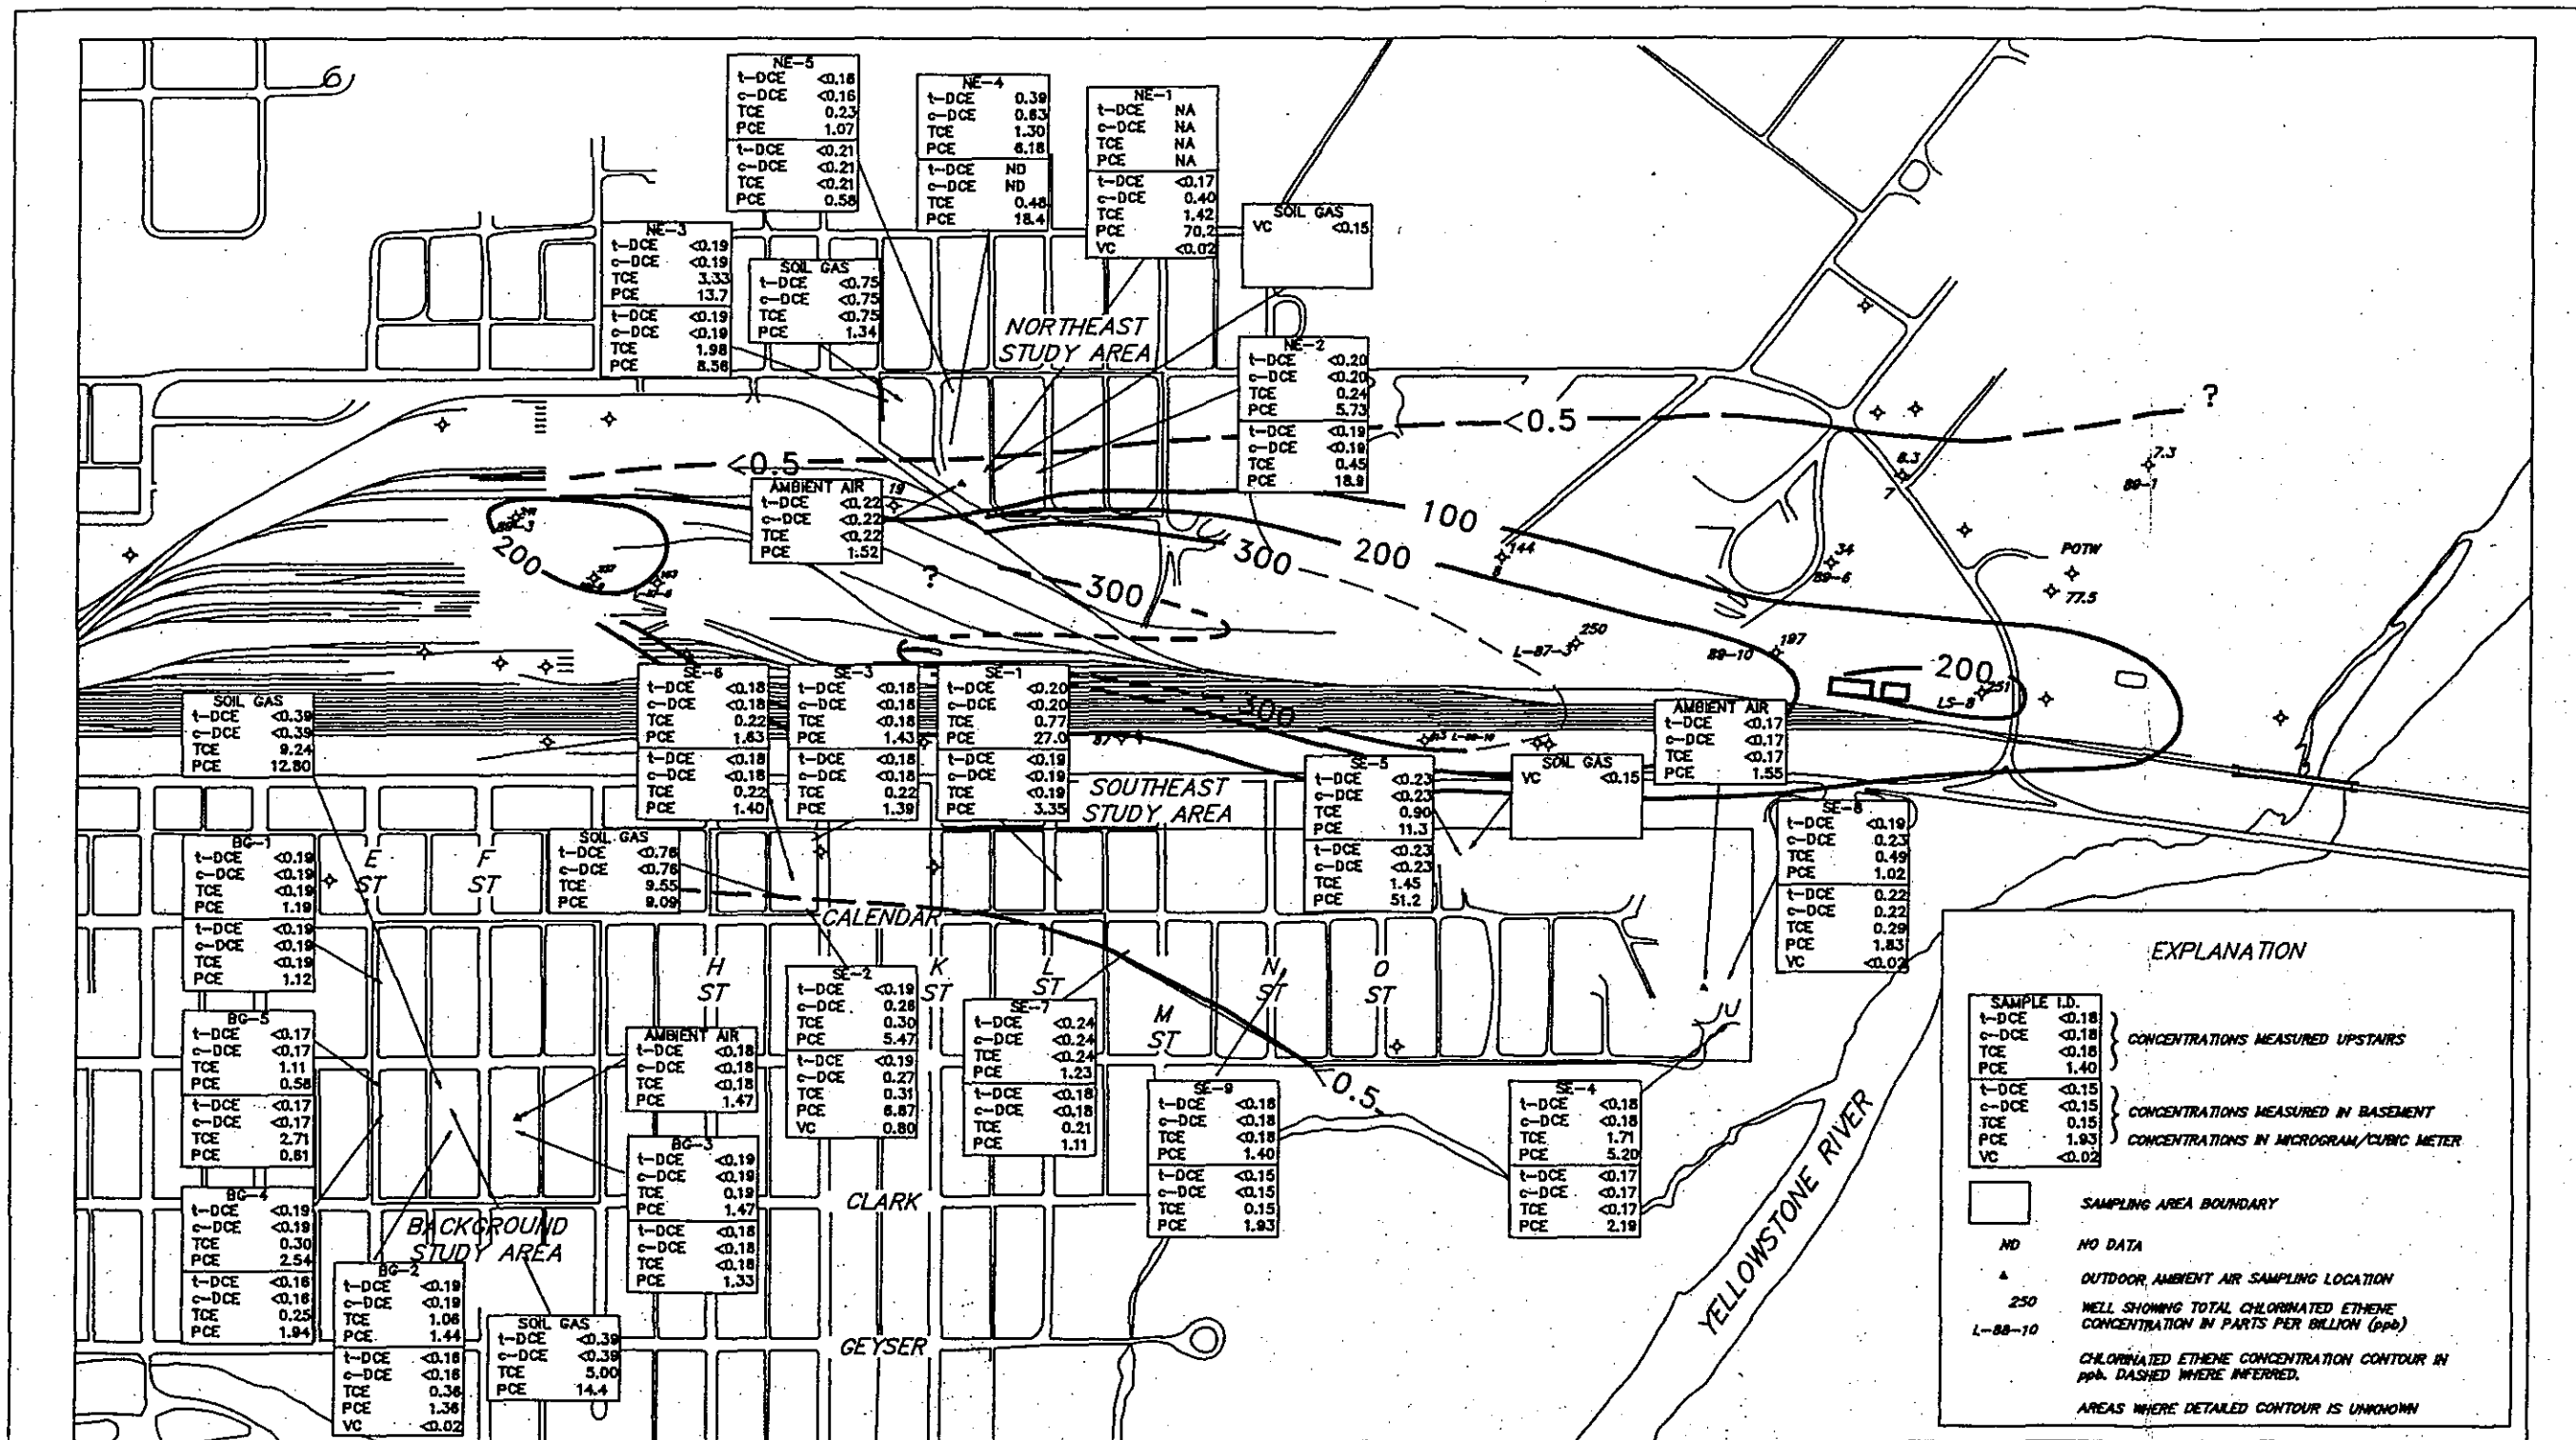 6
NE-5
t-DCE <0.16
c-DCE <0.16
TCE 0.23
PCE 1.07
t-DCE <0.21
c-DCE <0.21
TCE <0.21
PCE 0.58
NE-4
t-DCE 0.39
c-DCE 0.63
TCE 1.30
PCE 6.16
t-DCE ND
c-DCE ND
TCE 0.48
PCE 18.4
NE-1
t-DCE NA
c-DCE NA
TCE NA
PCE NA
t-DCE <0.17
c-DCE 0.40
TCE 1.42
PCE 70.2
VC <0.02
SOIL GAS
VC <0.15
NE-3
t-DCE <0.19
c-DCE <0.19
TCE 3.33
PCE 13.7
t-DCE <0.19
c-DCE <0.19
TCE 1.98
PCE 8.56
SOIL GAS
t-DCE <0.75
c-DCE <0.75
TCE <0.75
PCE 1.34
NORTHEAST
STUDY AREA
NE-2
t-DCE <0.20
c-DCE <0.20
TCE 0.24
PCE 5.73
t-DCE <0.19
c-DCE <0.19
TCE 0.45
PCE 18.9
<0.5
?
<0.5
8.3
7
7.3
89-1
AMBIENT AIR
t-DCE <0.22
c-DCE <0.22
TCE <0.22
PCE 1.52
19
100
200
300
200
300
?
144
8
34
89-6
POTW
77.5
250
L-87-3
197
89-10
200
251
LS-8
300
87
SOIL GAS
t-DCE <0.39
c-DCE <0.39
TCE 9.24
PCE 12.80
SE-6
t-DCE <0.18
c-DCE <0.18
TCE 0.22
PCE 1.63
t-DCE <0.18
c-DCE <0.18
TCE 0.22
PCE 1.40
SE-3
t-DCE <0.18
c-DCE <0.18
TCE <0.18
PCE 1.43
t-DCE <0.18
c-DCE <0.18
TCE 0.22
PCE 1.39
SE-1
t-DCE <0.20
c-DCE <0.20
TCE 0.77
PCE 27.0
t-DCE <0.19
c-DCE <0.19
TCE <0.19
PCE 3.35
SOUTHEAST
STUDY AREA
SE-5
t-DCE <0.23
c-DCE <0.23
TCE 0.90
PCE 11.3
t-DCE <0.23
c-DCE <0.23
TCE 1.45
PCE 51.2
SOIL GAS
VC <0.15
AMBIENT AIR
t-DCE <0.17
c-DCE <0.17
TCE <0.17
PCE 1.55
SE-8
t-DCE <0.19
c-DCE 0.23
TCE 0.49
PCE 1.02
t-DCE 0.22
c-DCE 0.22
TCE 0.29
PCE 1.83
VC <0.02
BG-1
t-DCE <0.19
c-DCE <0.19
TCE <0.19
PCE 1.19
t-DCE <0.19
c-DCE <0.19
TCE <0.19
PCE 1.12
E
ST
F
ST
SOIL GAS
t-DCE <0.76
c-DCE <0.76
TCE 9.55
PCE 9.09
CALENDAR
H
ST
K
ST
L
ST
M
ST
N
ST
O
ST
BG-5
t-DCE <0.17
c-DCE <0.17
TCE 1.11
PCE 0.58
t-DCE <0.17
c-DCE <0.17
TCE 2.71
PCE 0.61
AMBIENT AIR
t-DCE <0.18
c-DCE <0.18
TCE <0.18
PCE 1.47
SE-2
t-DCE <0.19
c-DCE 0.26
TCE 0.30
PCE 5.47
t-DCE <0.19
c-DCE 0.27
TCE 0.31
PCE 6.87
VC 0.80
SE-7
t-DCE <0.24
c-DCE <0.24
TCE <0.24
PCE 1.23
t-DCE <0.18
c-DCE <0.18
TCE 0.21
PCE 1.11
0.5
SE-9
t-DCE <0.18
c-DCE <0.18
TCE <0.18
PCE 1.40
t-DCE <0.15
c-DCE <0.15
TCE 0.15
PCE 1.93
SE-4
t-DCE <0.18
c-DCE <0.18
TCE 1.71
PCE 5.20
t-DCE <0.17
c-DCE <0.17
TCE <0.17
PCE 2.19
BG-4
t-DCE <0.19
c-DCE <0.19
TCE 0.30
PCE 2.54
t-DCE <0.16
c-DCE <0.16
TCE 0.25
PCE 1.94
BG-3
t-DCE <0.19
c-DCE <0.19
TCE 0.19
PCE 1.47
t-DCE <0.18
c-DCE <0.18
TCE <0.18
PCE 1.33
BACKGROUND
STUDY AREA
CLARK
BG-2
t-DCE <0.19
c-DCE <0.19
TCE 1.06
PCE 1.44
t-DCE <0.16
c-DCE <0.16
TCE 0.36
PCE 1.36
VC <0.02
SOIL GAS
t-DCE <0.39
c-DCE <0.39
TCE 5.00
PCE 14.4
GEYSER
YELLOWSTONE RIVER
EXPLANATION
SAMPLE I.D.
t-DCE <0.18
c-DCE <0.18
TCE <0.18
PCE 1.40
CONCENTRATIONS MEASURED UPSTAIRS
t-DCE <0.15
c-DCE <0.15
TCE 0.15
PCE 1.93
VC <0.02
CONCENTRATIONS MEASURED IN BASEMENT
CONCENTRATIONS IN MICROGRAM/CUBIC METER
SAMPLING AREA BOUNDARY
ND NO DATA
OUTDOOR AMBIENT AIR SAMPLING LOCATION
250
L-88-10
WELL SHOWING TOTAL CHLORINATED ETHENE
CONCENTRATION IN PARTS PER BILLION (ppb)
CHLORINATED ETHENE CONCENTRATION CONTOUR IN
ppb. DASHED WHERE INFERRED.
AREAS WHERE DETAILED CONTOUR IS UNKNOWN